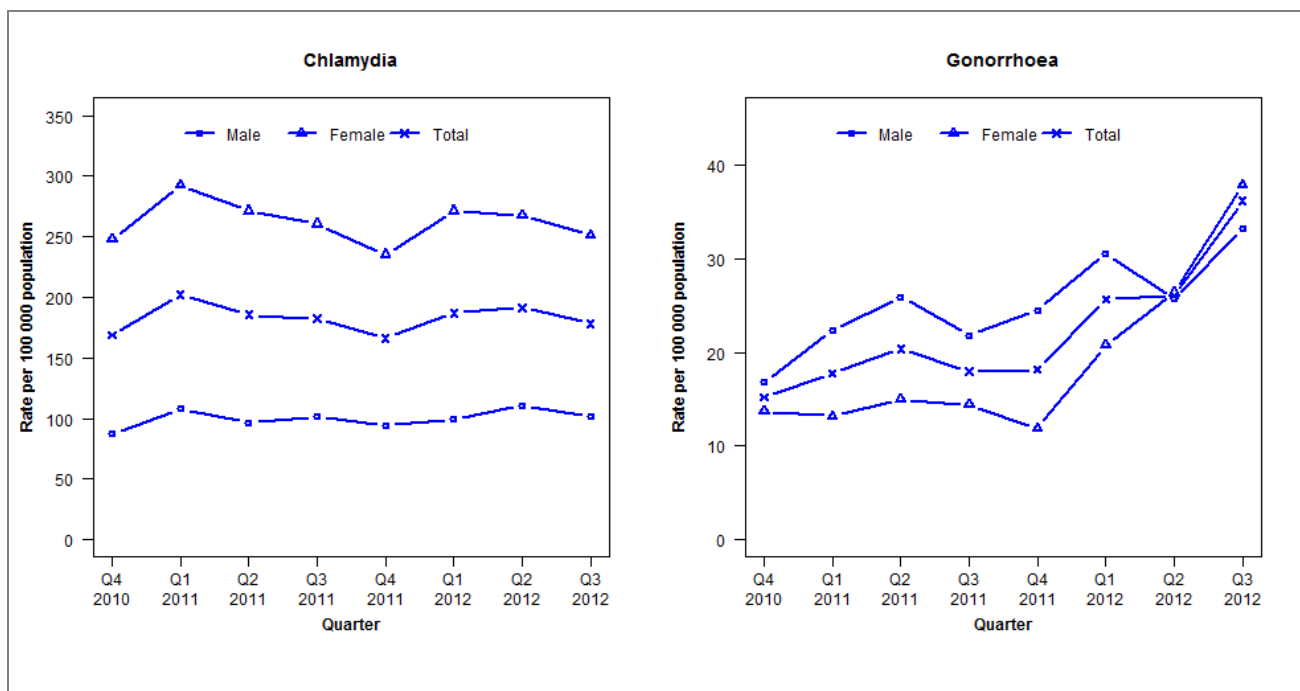 Chlamydia
Rate per 100 000 population
350
300
250
200
150
100
50
0
Male Female Total
Q4 Q1 Q2 Q3 Q4 Q1 Q2 Q3
2010 2011 2011 2011 2011 2012 2012 2012
Quarter
Gonorrhoea
Rate per 100 000 population
40
30
20
10
0
Male Female Total
Q4 Q1 Q2 Q3 Q4 Q1 Q2 Q3
2010 2011 2011 2011 2011 2012 2012 2012
Quarter